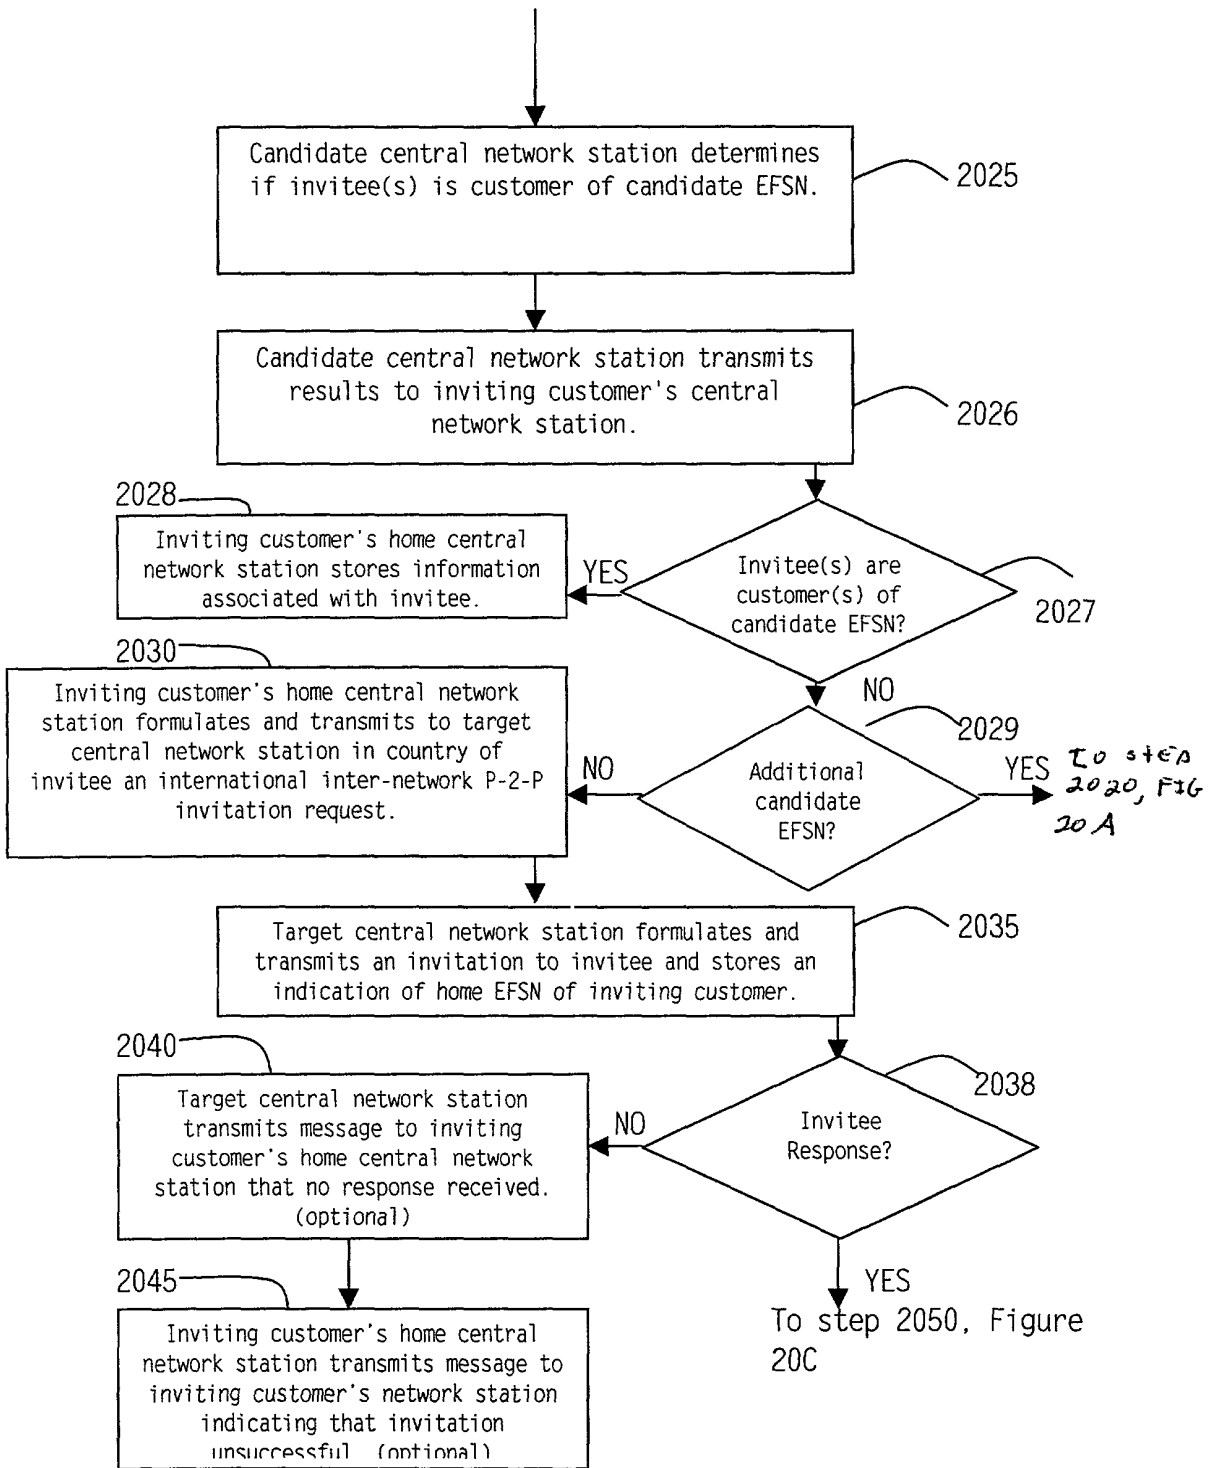 Candidate central network station determines
if invitee(s) is customer of candidate EFSN.
2025
Candidate central network station transmits
results to inviting customer's central
network station.
2026
2028
Inviting customer's home central
network station stores information
associated with invitee.
YES
Invitee(s) are
customer(s) of
candidate EFSN?
2027
NO
2030
Inviting customer's home central network
station formulates and transmits to target
central network station in country of
invitee an international inter-network P-2-P
invitation request.
NO
Additional
candidate
EFSN?
2029
YES
to step
2020, FIG
20A
Target central network station formulates and
transmits an invitation to invitee and stores an
indication of home EFSN of inviting customer.
2035
2040
Target central network station
transmits message to inviting
customer's home central network
station that no response received.
(optional)
NO
Invitee
Response?
2038
YES
To step 2050, Figure
20C
2045
Inviting customer's home central
network station transmits message to
inviting customer's network station
indicating that invitation
unsuccessful (optional)